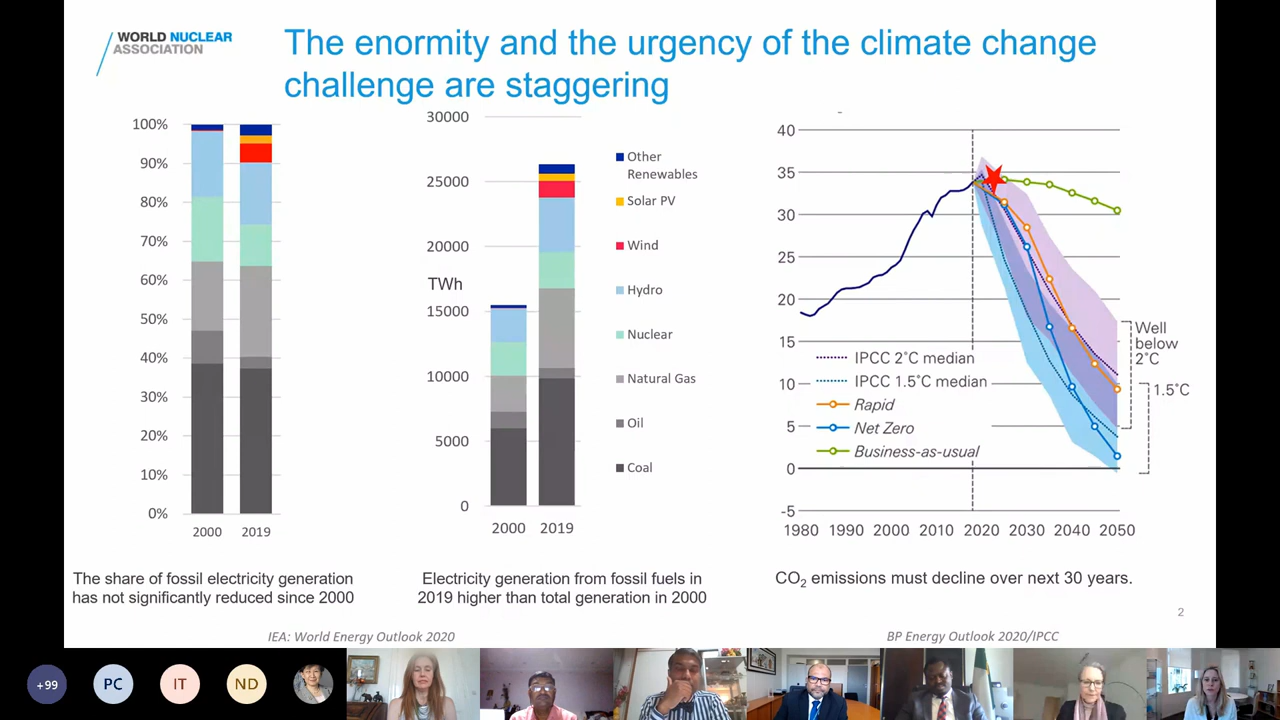 WORLD NUCLEAR
ASSOCIATION
The enormity and the urgency of the climate change
challenge are staggering
100%
90%
80%
70%
60%
50%
40%
30%
20%
10%
0%
2000 2019
The share of fossil electricity generation
has not significantly reduced since 2000
30000
25000
20000
TWh
15000
10000
5000
0
2000 2019
Other
Renewables
Solar PV
Wind
Hydro
Nuclear
Natural Gas
Oil
Coal
Electricity generation from fossil fuels in
2019 higher than total generation in 2000
IEA: World Energy Outlook 2020
40
35
30
25
20
15
10
5
0
-5
IPCC 2˚C median
IPCC 1.5˚C median
Rapid
Net Zero
Business-as-usual
Well
below
2˚C
1.5˚C
1980 1990 2000 2010 2020 2030 2040 2050
CO2 emissions must decline over next 30 years.
2
BP Energy Outlook 2020/IPCC
+99
PC
IT
ND